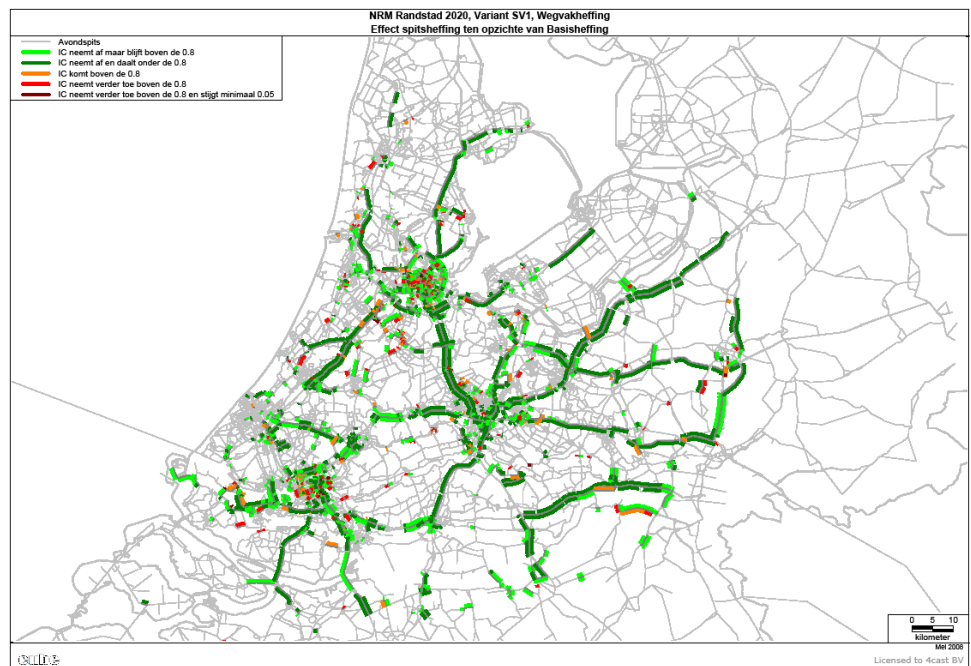 NRM Randstad 2020, Variant SV1, Wegvakheffing
Effect spitsheffing ten opzichte van Basisheffing
Avondspits
IC neemt af maar blijft boven de 0.8
IC neemt af en daalt onder de 0.8
IC komt boven de 0.8
IC neemt verder toe boven de 0.8
IC neemt verder toe boven de 0.8 en stijgt minimaal 0.05
0 5 10
kilometer
Mei 2008
cube
Licensed to 4cast BV